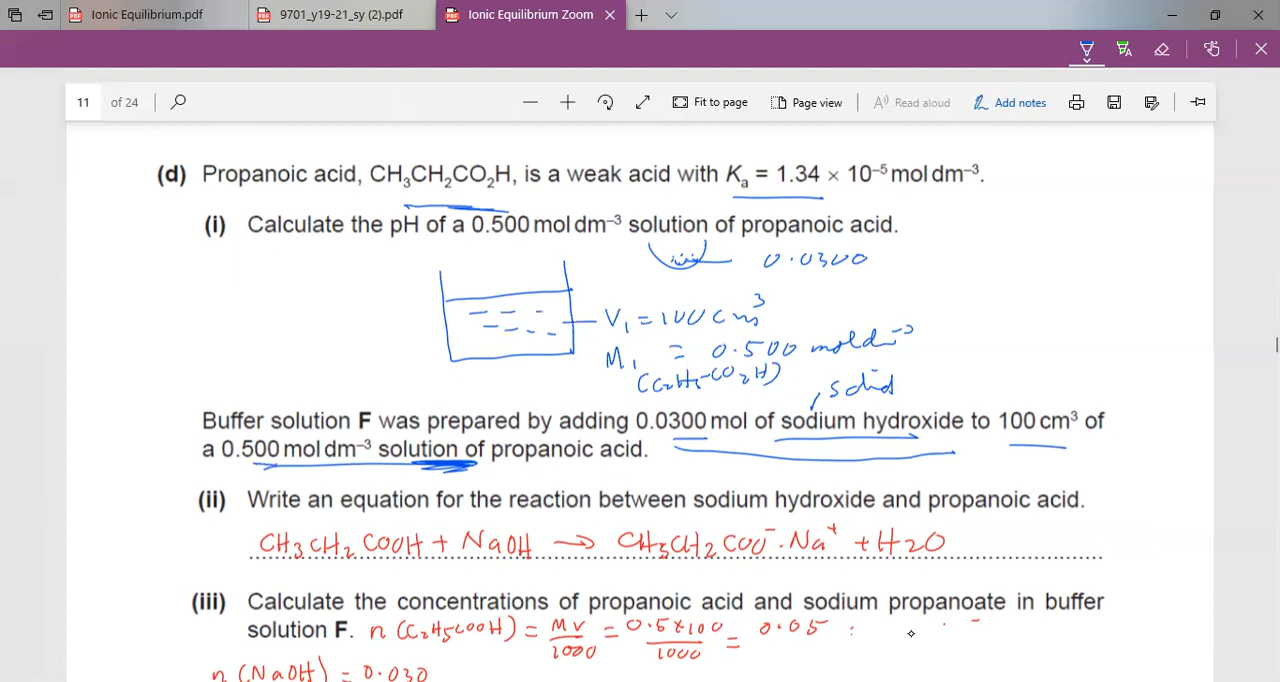 Ionic Equilibrium.pdf 9701_y19-21_sy (2).pdf Ionic Equilibrium Zoom
11 of 24 Fit to page Page view Read aloud Add notes
(d) Propanoic acid, CH₃CH₂CO₂H, is a weak acid with Kₐ = 1.34 × 10⁻⁵ mol dm⁻³.
(i) Calculate the pH of a 0.500 mol dm⁻³ solution of propanoic acid.
0.0300
V₁ = 100 cm³
M₁ = 0.500 mol dm⁻³
(C₂H₅-CO₂H)
solid
Buffer solution F was prepared by adding 0.0300 mol of sodium hydroxide to 100 cm³ of
a 0.500 mol dm⁻³ solution of propanoic acid.
(ii) Write an equation for the reaction between sodium hydroxide and propanoic acid.
CH₃CH₂COOH + NaOH → CH₃CH₂COO⁻·Na⁺ + H₂O
(iii) Calculate the concentrations of propanoic acid and sodium propanoate in buffer
solution F. n (C₂H₅COOH) = MV/1000 = 0.5×100/1000 = 0.05
n (NaOH) = 0.030